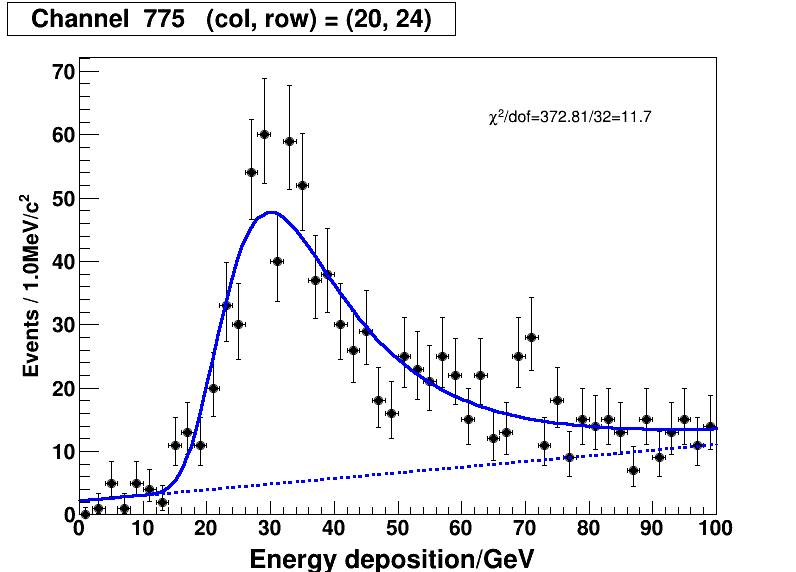 Channel 775 (col, row) = (20, 24)
χ²/dof=372.81/32=11.7
Events / 1.0MeV/c²
70
60
50
40
30
20
10
0
0 10 20 30 40 50 60 70 80 90 100
Energy deposition/GeV